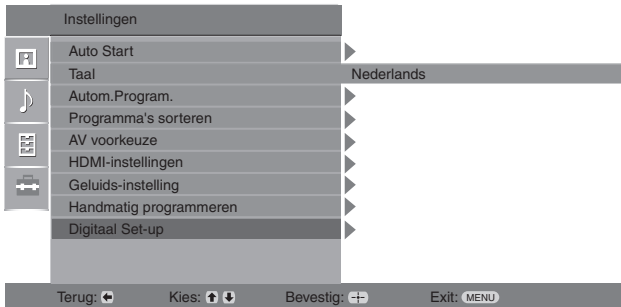 Instellingen
Auto Start
Taal Nederlands
Autom.Program.
Programma's sorteren
AV voorkeuze
HDMI-instellingen
Geluids-instelling
Handmatig programmeren
Digitaal Set-up
Terug: Kies: Bevestig: Exit: MENU